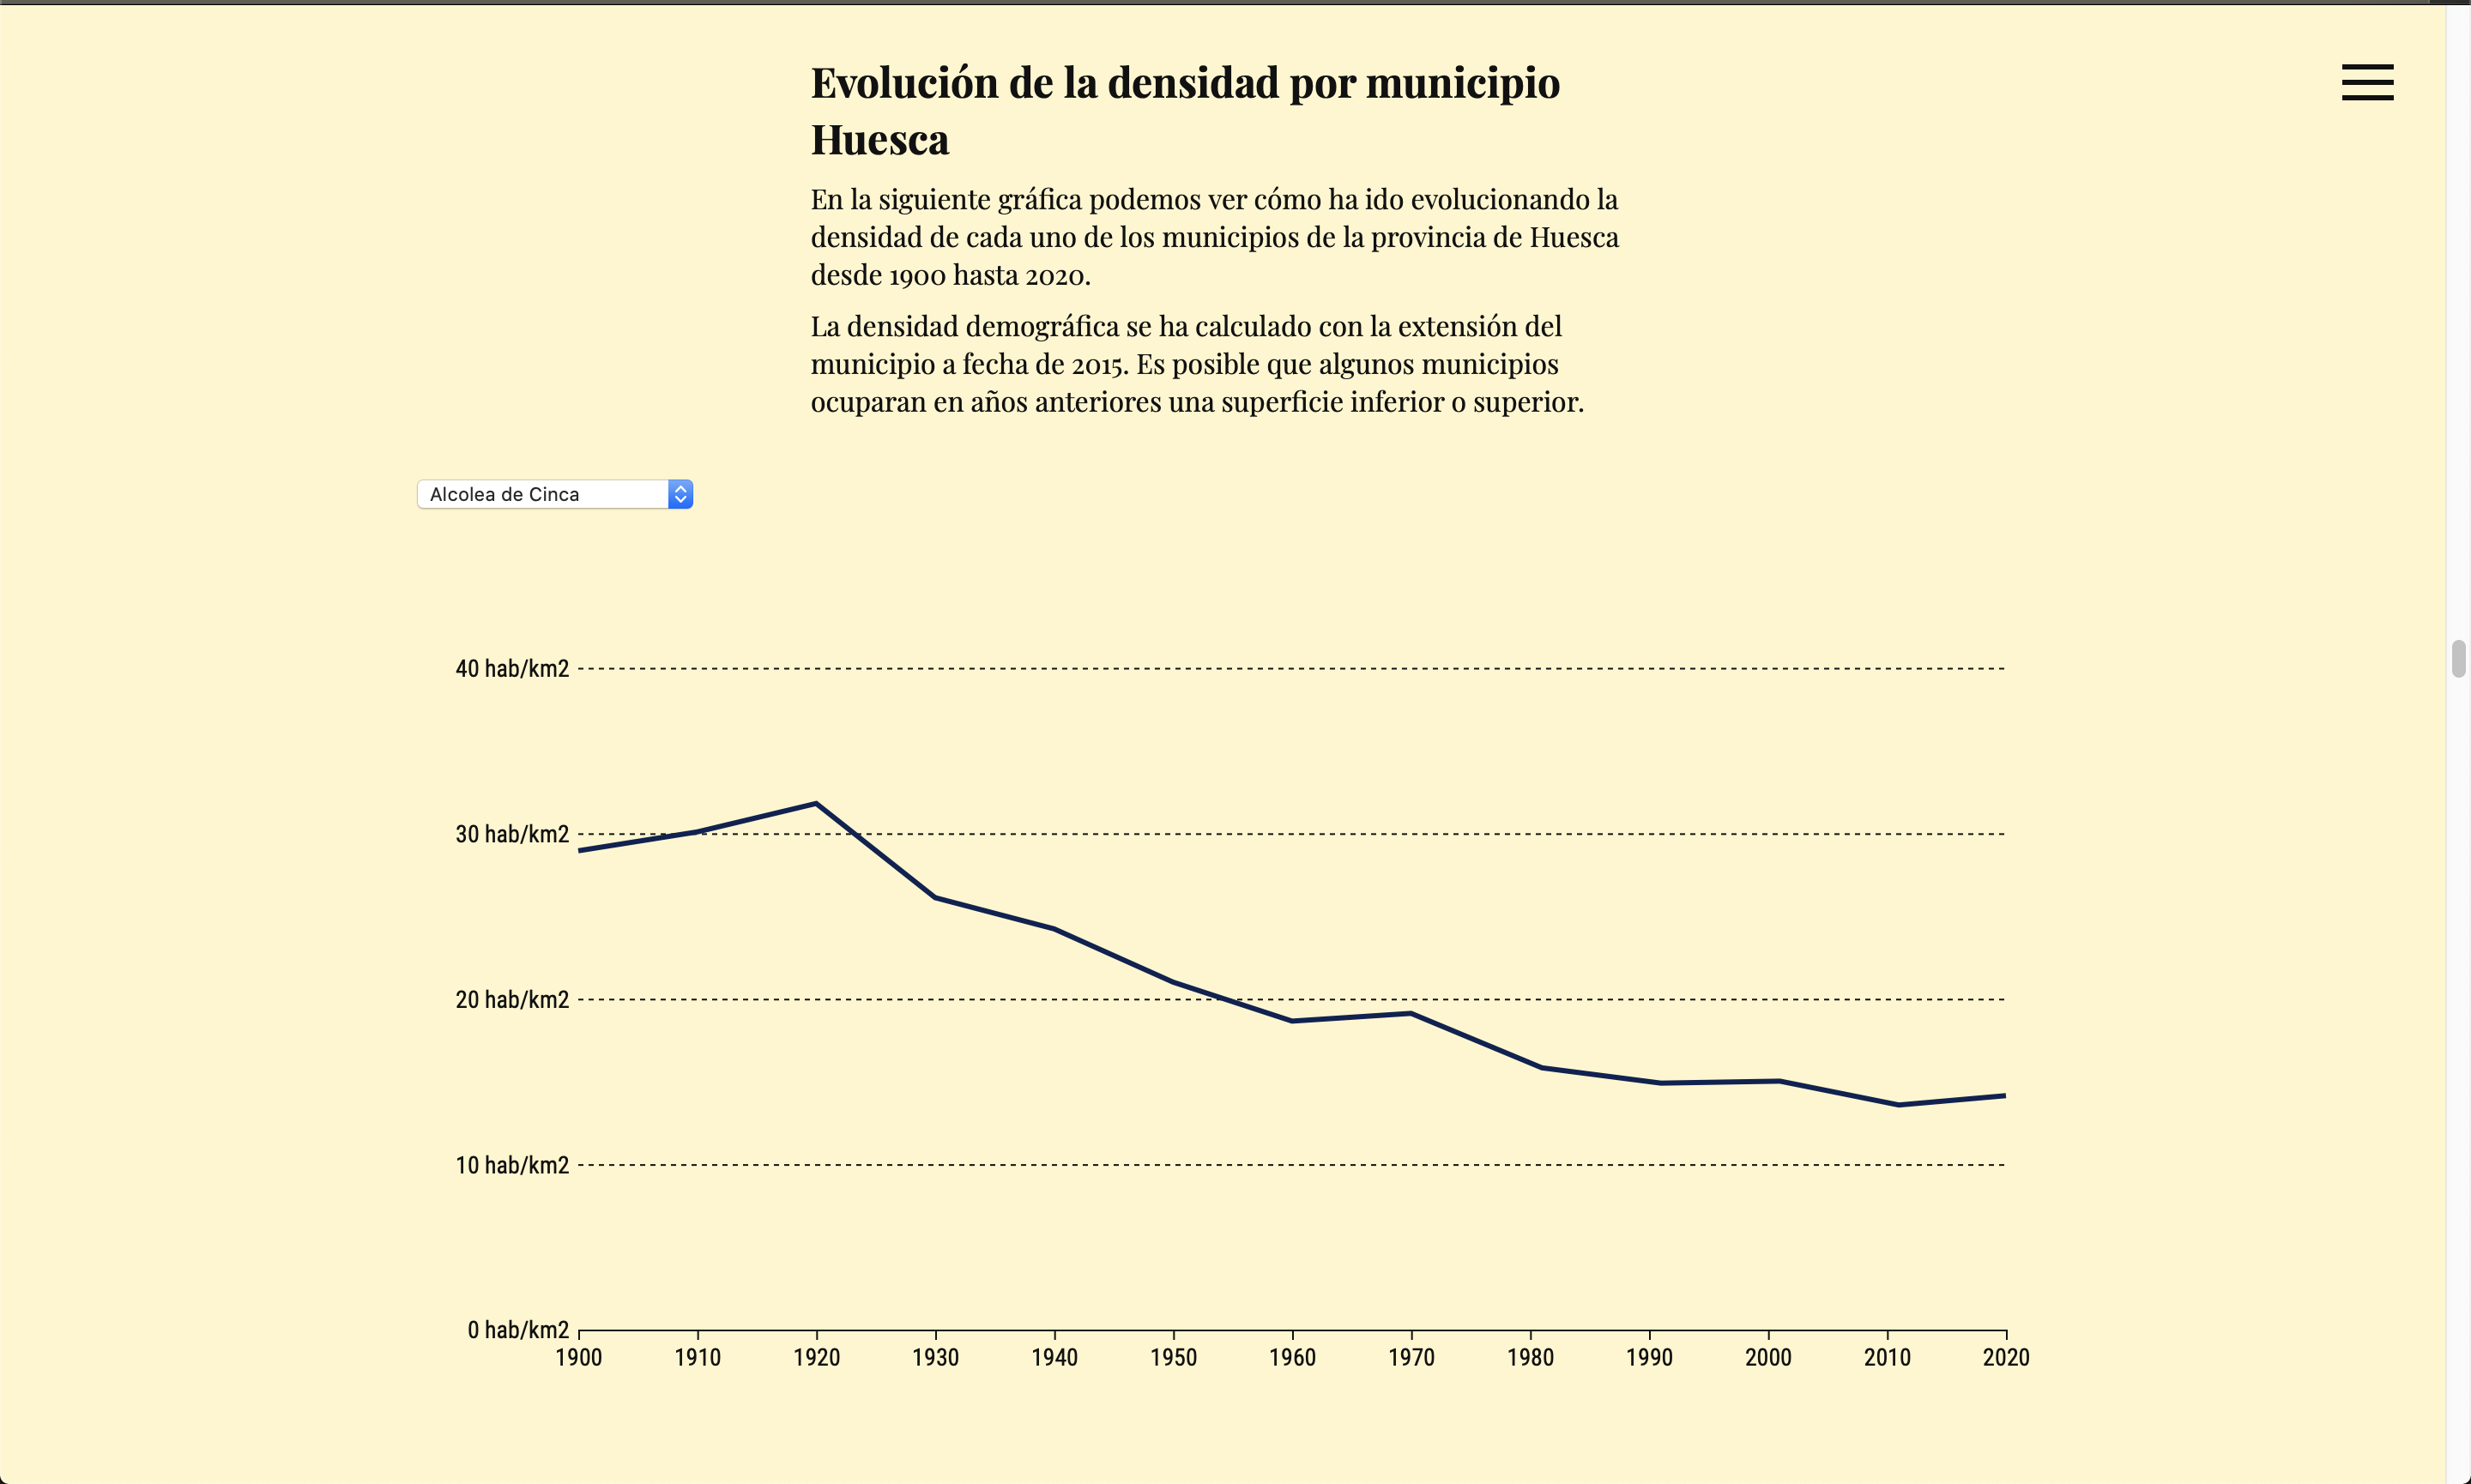 Evolución de la densidad por municipio
Huesca
En la siguiente gráfica podemos ver cómo ha ido evolucionando la
densidad de cada uno de los municipios de la provincia de Huesca
desde 1900 hasta 2020.
La densidad demográfica se ha calculado con la extensión del
municipio a fecha de 2015. Es posible que algunos municipios
ocuparan en años anteriores una superficie inferior o superior.
Alcolea de Cinca
40 hab/km2
30 hab/km2
20 hab/km2
10 hab/km2
0 hab/km2
1900 1910 1920 1930 1940 1950 1960 1970 1980 1990 2000 2010 2020